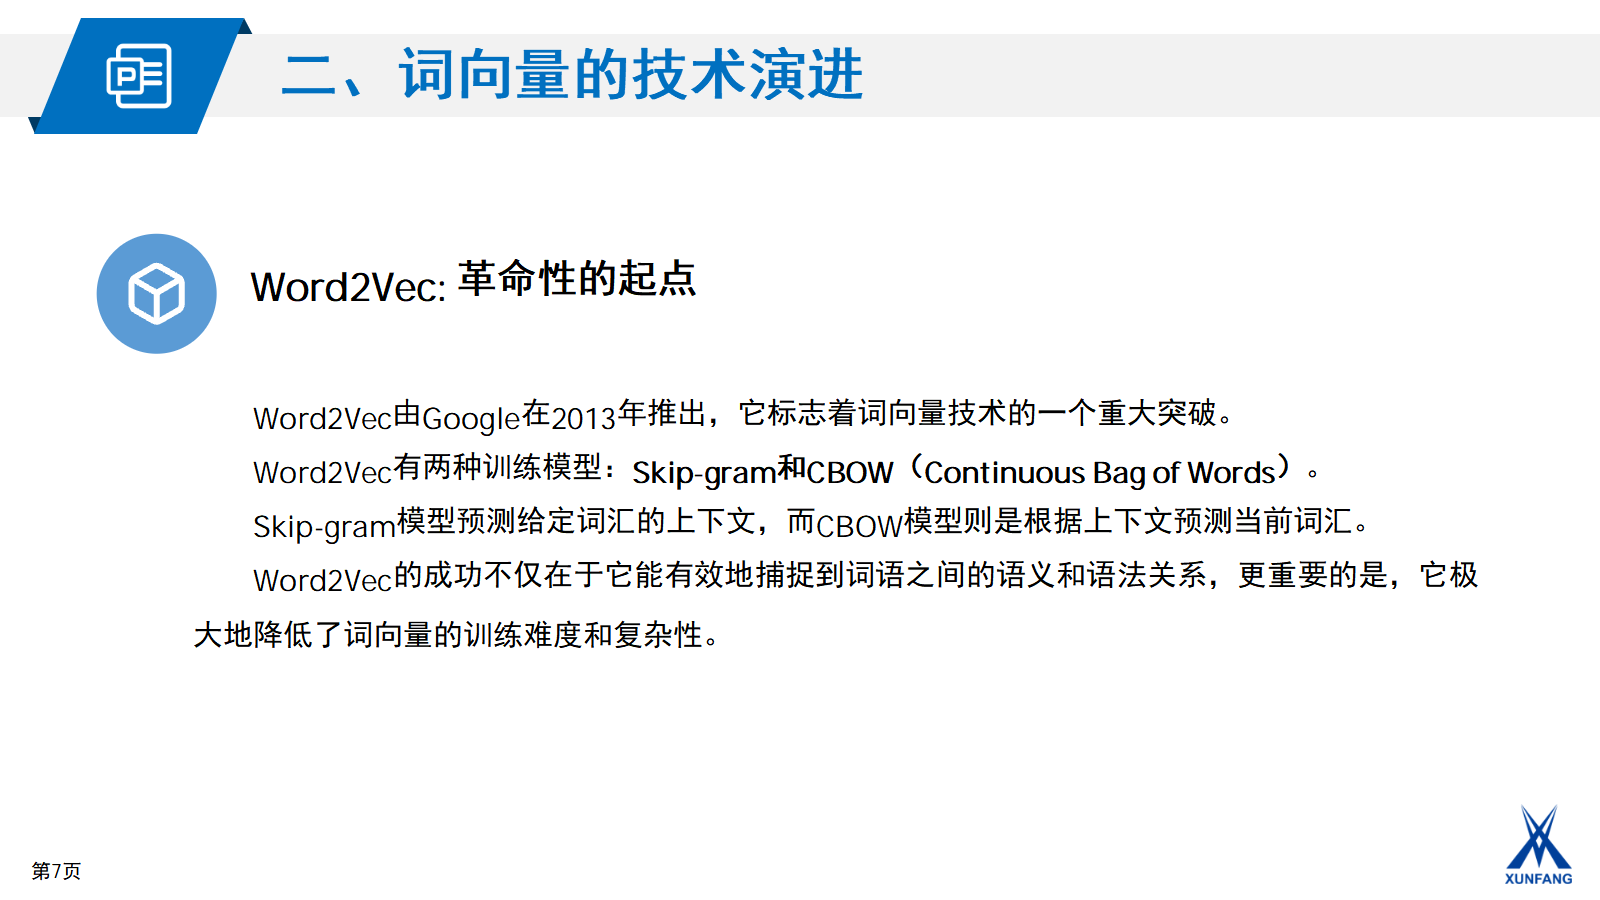 二、词向量的技术演进
Word2Vec: 革命性的起点
Word2Vec由Google在2013年推出，它标志着词向量技术的一个重大突破。
Word2Vec有两种训练模型：Skip-gram和CBOW（Continuous Bag of Words）。
Skip-gram模型预测给定词汇的上下文，而CBOW模型则是根据上下文预测当前词汇。
Word2Vec的成功不仅在于它能有效地捕捉到词语之间的语义和语法关系，更重要的是，它极
大地降低了词向量的训练难度和复杂性。
第7页
XUNFANG